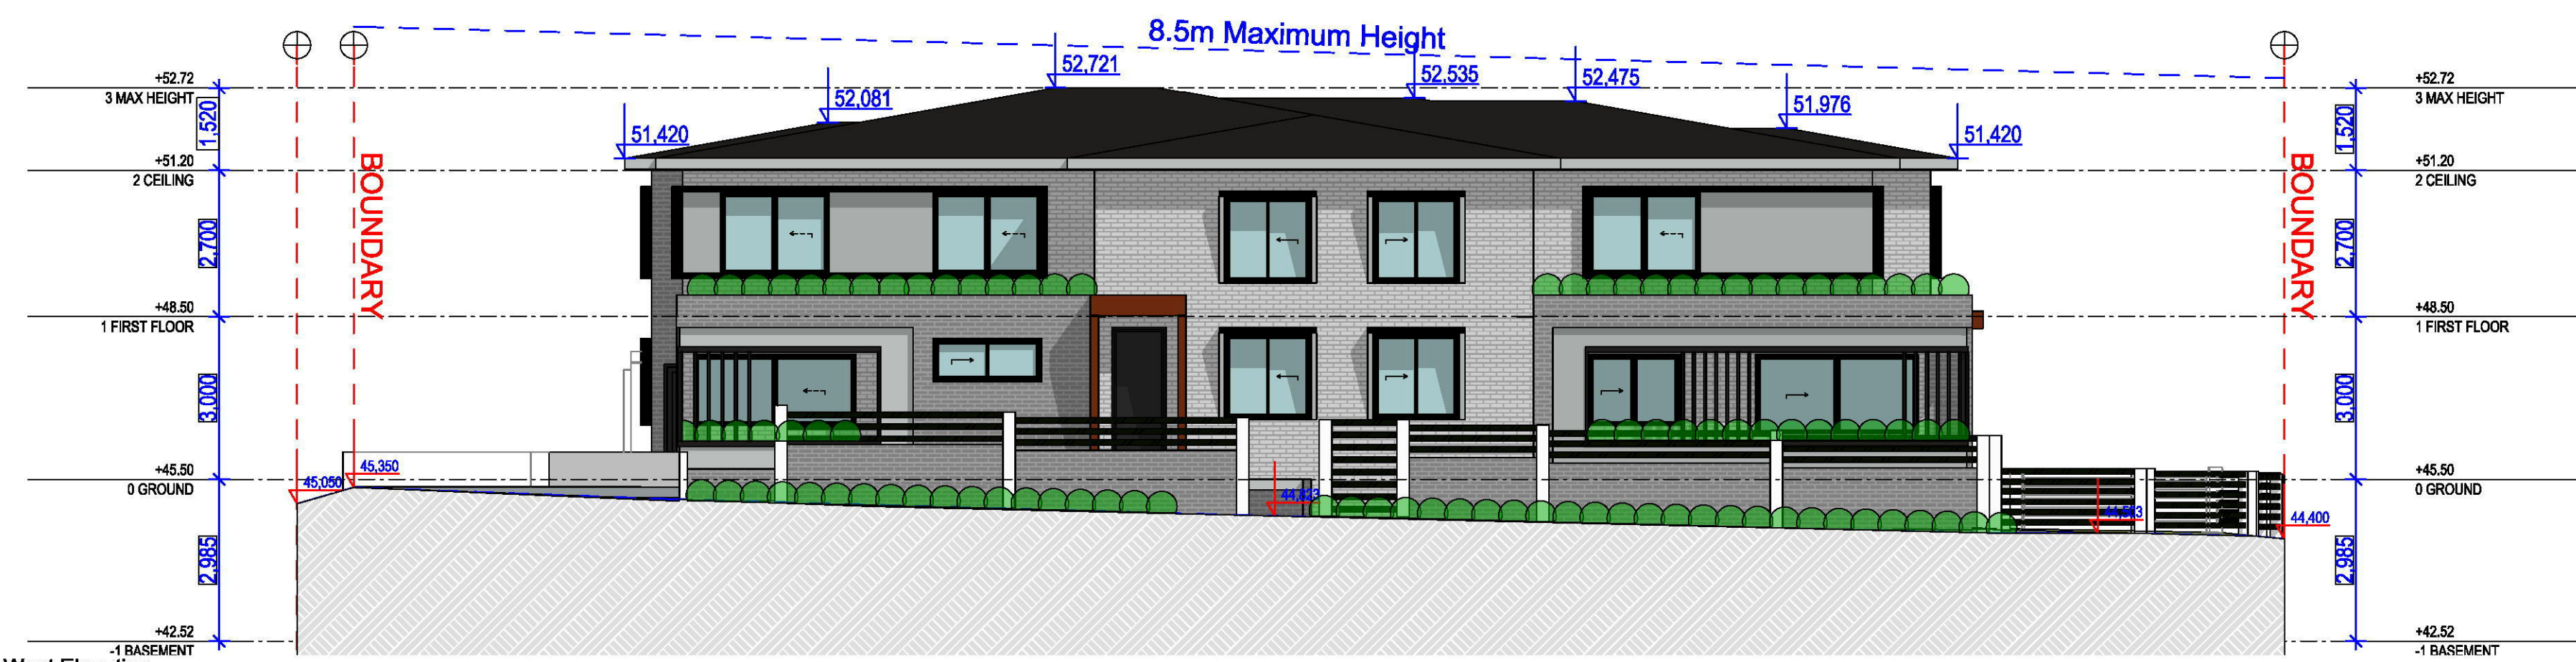 8.5m Maximum Height
52,721
52,535
52,475
52,081
51,976
51,420
51,420
+52.72
3 MAX HEIGHT
+52.72
3 MAX HEIGHT
1,520
1,520
BOUNDARY
BOUNDARY
+51.20
2 CEILING
+51.20
2 CEILING
2,700
2,700
+48.50
1 FIRST FLOOR
+48.50
1 FIRST FLOOR
3,000
3,000
+45.50
0 GROUND
45,050
45,350
44,400
+45.50
0 GROUND
2,985
2,985
+42.52
-1 BASEMENT
+42.52
-1 BASEMENT